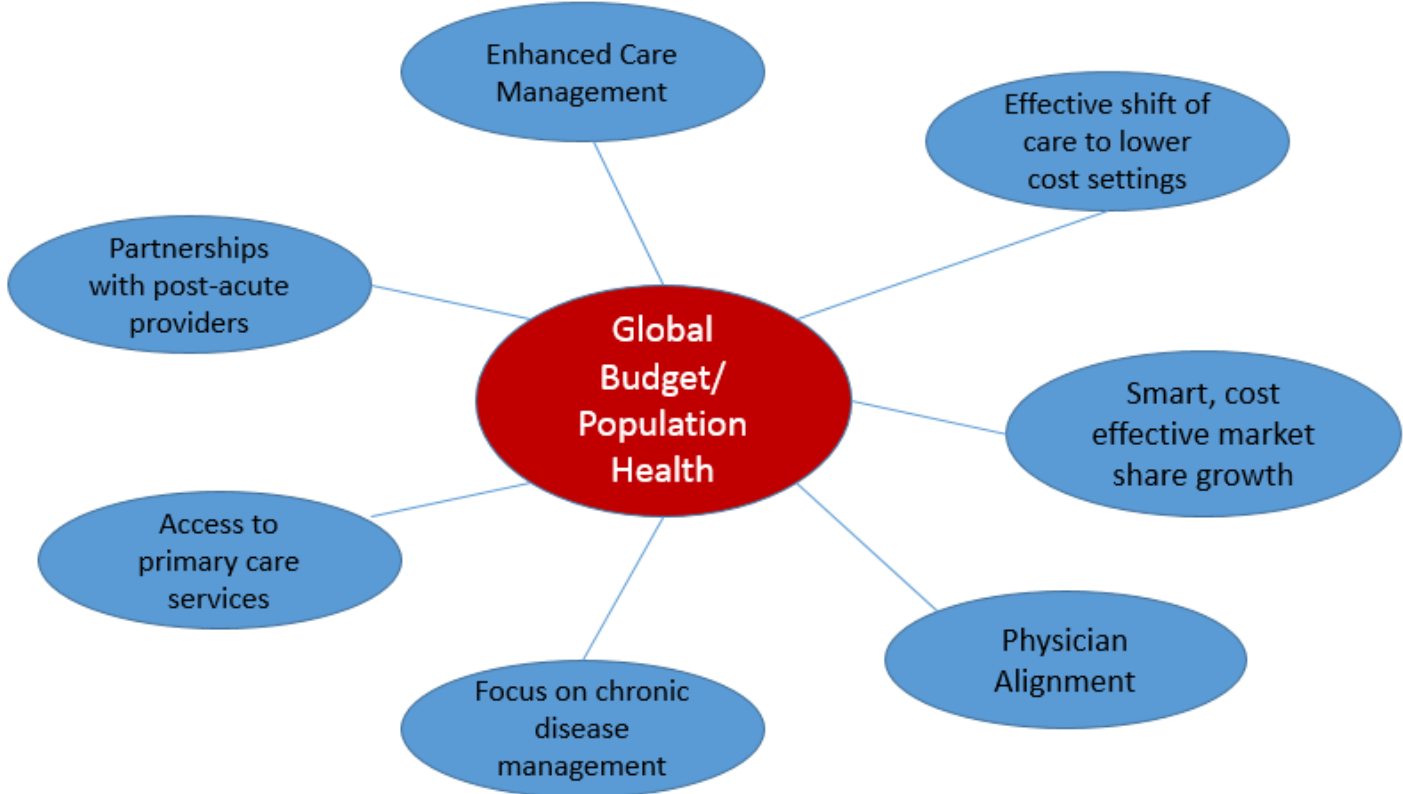 Enhanced Care
Management
Effective shift of
care to lower
cost settings
Partnerships
with post-acute
providers
Global
Budget/
Population
Health
Smart, cost
effective market
share growth
Access to
primary care
services
Physician
Alignment
Focus on chronic
disease
management